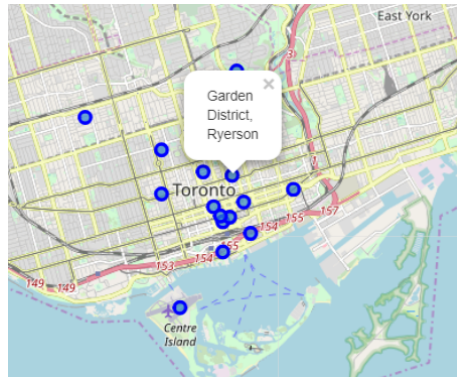 East York
×
Garden
District,
Ryerson
Toronto
157
155
154
155
154
153
149
149
Centre
Island